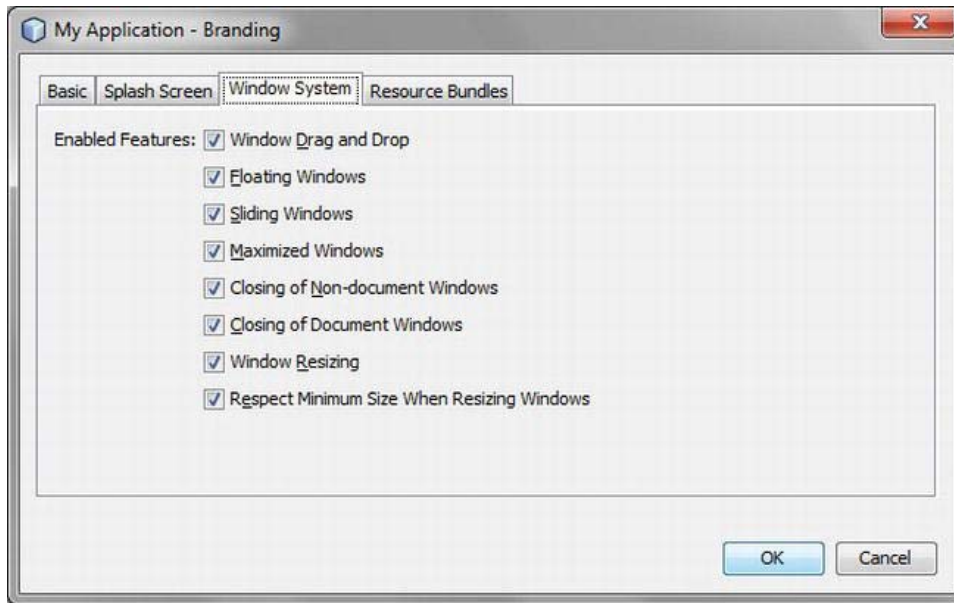 My Application - Branding
Basic Splash Screen Window System Resource Bundles
Enabled Features: Window Drag and Drop
Floating Windows
Sliding Windows
Maximized Windows
Closing of Non-document Windows
Closing of Document Windows
Window Resizing
Respect Minimum Size When Resizing Windows
OK Cancel